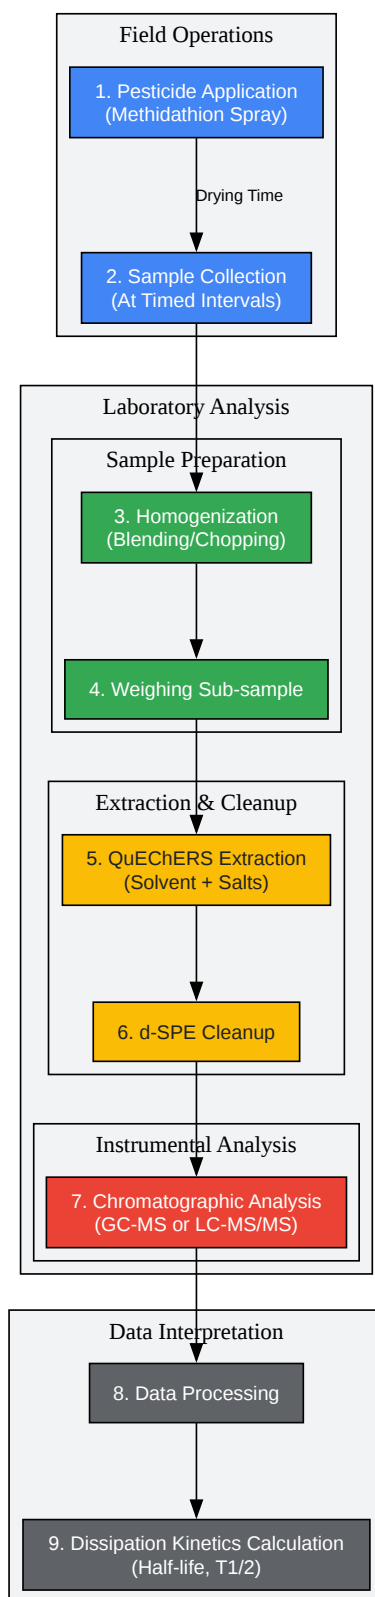 Field Operations
1. Pesticide Application
(Methidathion Spray)
Drying Time
2. Sample Collection
(At Timed Intervals)
Laboratory Analysis
Sample Preparation
3. Homogenization
(Blending/Chopping)
4. Weighing Sub-sample
Extraction & Cleanup
5. QuEChERS Extraction
(Solvent + Salts)
6. d-SPE Cleanup
Instrumental Analysis
7. Chromatographic Analysis
(GC-MS or LC-MS/MS)
Data Interpretation
8. Data Processing
9. Dissipation Kinetics Calculation
(Half-life, T1/2)